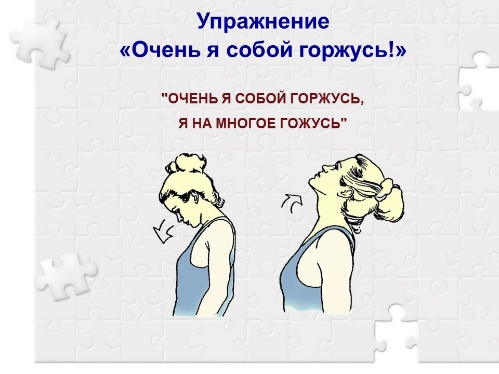 Упражнение
«Очень я собой горжусь!»
"ОЧЕНЬ Я СОБОЙ ГОРЖУСЬ,
Я НА МНОГОЕ ГОЖУСЬ"